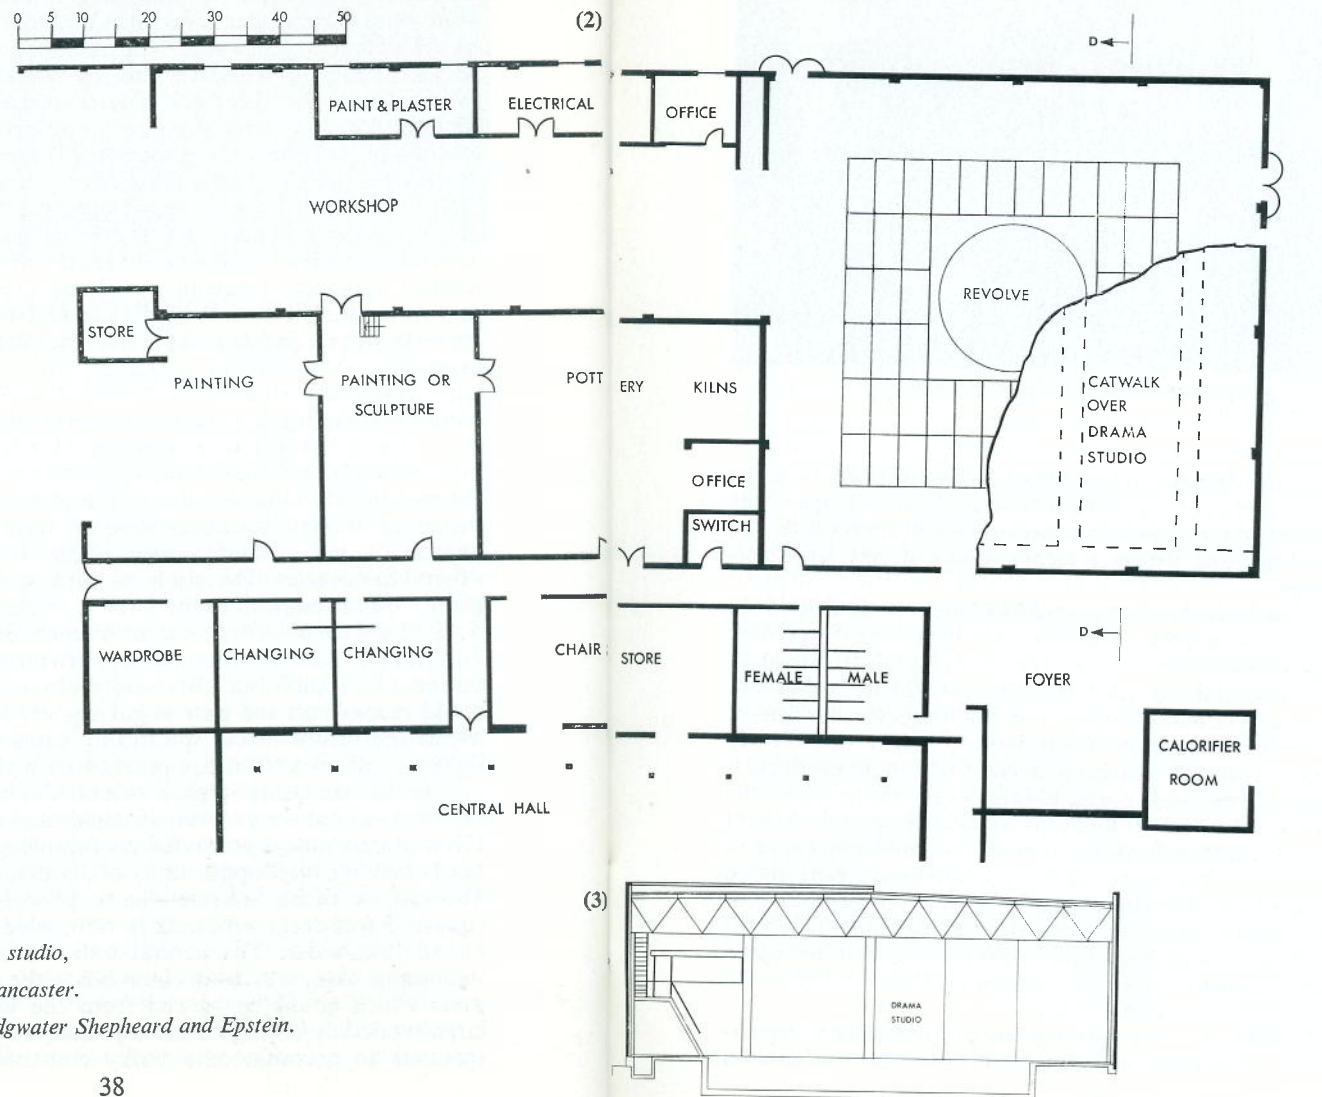 0 5 10 20 30 40 50
(2)
D
PAINT & PLASTER
ELECTRICAL
OFFICE
WORKSHOP
REVOLVE
STORE
PAINTING
PAINTING OR
SCULPTURE
POTT ERY
KILNS
CATWALK
OVER
DRAMA
STUDIO
OFFICE
SWITCH
D
WARDROBE
CHANGING
CHANGING
CHAIR STORE
FEMALE
MALE
FOYER
CALORIFIER
ROOM
CENTRAL HALL
(3)
DRAMA
STUDIO
studio,
ancaster.
dgwater Shepheard and Epstein.
38